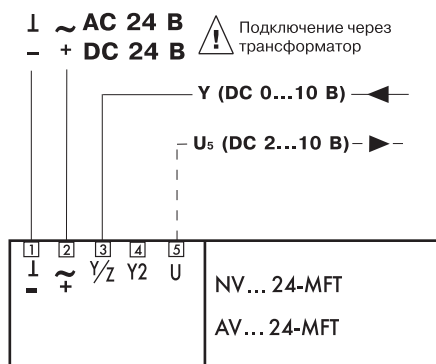 ⊥ ~ AC 24 В
– + DC 24 В
Подключение через
трансформатор
Y (DC 0...10 В)
U5 (DC 2...10 В)
1 2 3 4 5
⊥ ~ Y/Z Y2 U
– +
NV... 24-MFT
AV... 24-MFT